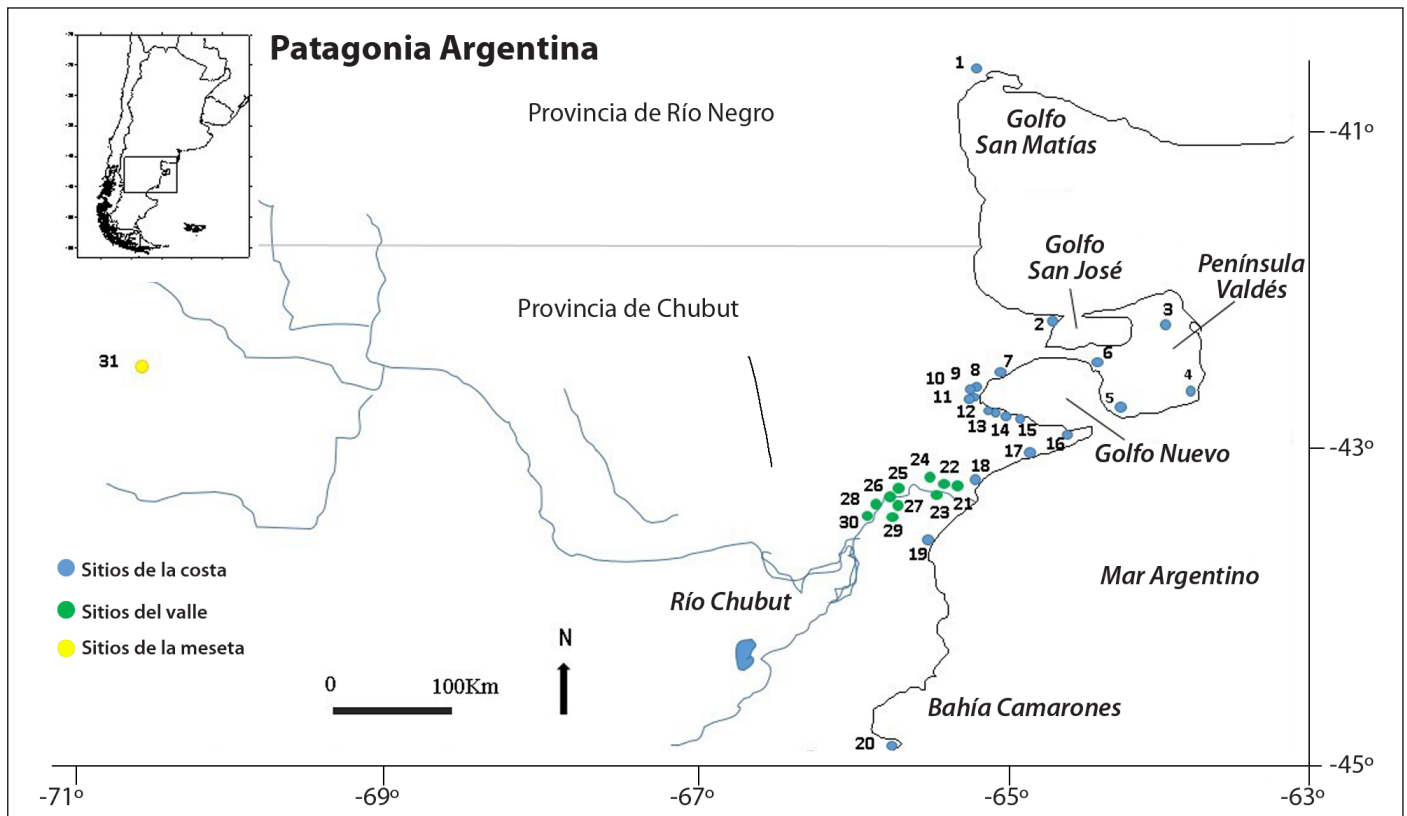 Patagonia Argentina
Provincia de Río Negro
1
Golfo
San Matías
-41º
Golfo
San José
Península
Valdés
Provincia de Chubut
2
3
31
6
7
10
9
8
4
11
5
12
13
14
15
16
Golfo Nuevo
17
-43º
24
22
18
25
26
28
27
23
21
30
29
19
Sitios de la costa
Mar Argentino
Río Chubut
Sitios del valle
Sitios de la meseta
N
0
100Km
Bahía Camarones
20
-45º
-71º
-69º
-67º
-65º
-63º